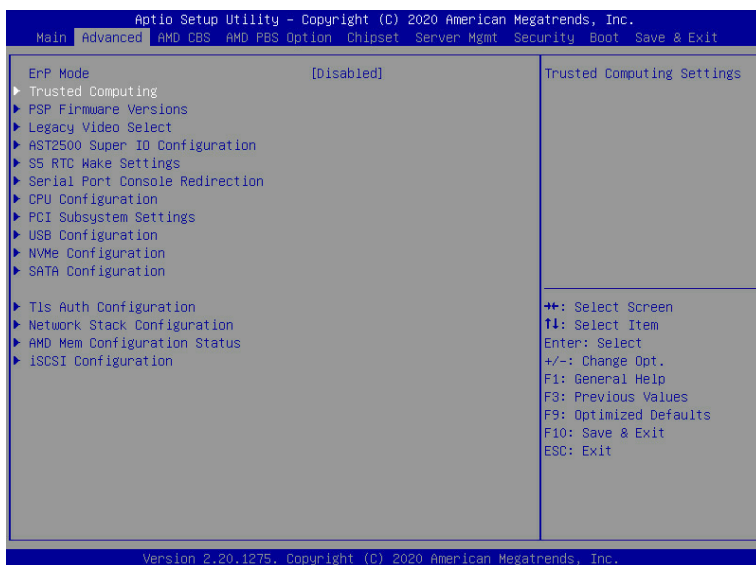 Aptio Setup Utility – Copyright (C) 2020 American Megatrends, Inc.
Main Advanced AMD CBS AMD PBS Option Chipset Server Mgmt Security Boot Save & Exit
ErP Mode [Disabled]
Trusted Computing
PSP Firmware Versions
Legacy Video Select
AST2500 Super IO Configuration
S5 RTC Wake Settings
Serial Port Console Redirection
CPU Configuration
PCI Subsystem Settings
USB Configuration
NVMe Configuration
SATA Configuration
Tls Auth Configuration
Network Stack Configuration
AMD Mem Configuration Status
iSCSI Configuration
Trusted Computing Settings
→←: Select Screen
↑↓: Select Item
Enter: Select
+/-: Change Opt.
F1: General Help
F3: Previous Values
F9: Optimized Defaults
F10: Save & Exit
ESC: Exit
Version 2.20.1275. Copyright (C) 2020 American Megatrends, Inc.